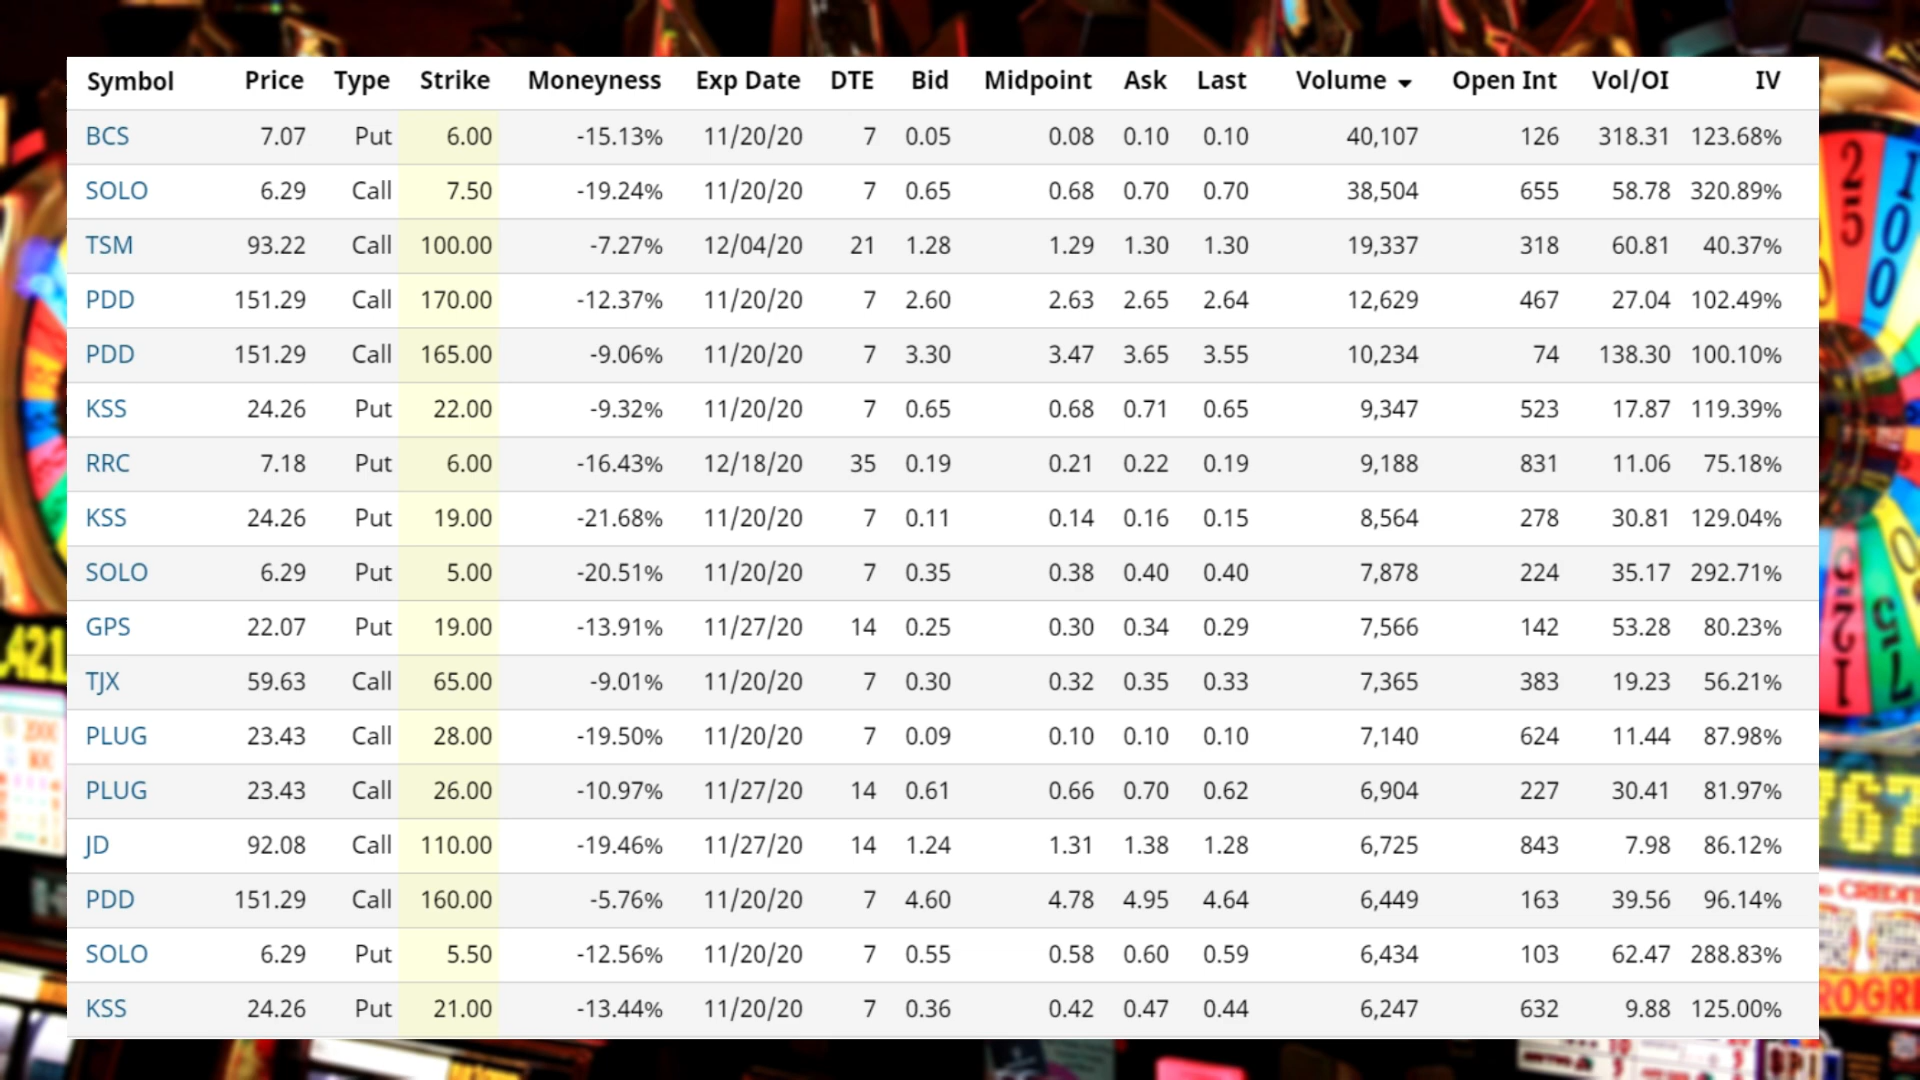 Symbol Price Type Strike Moneyness Exp Date DTE Bid Midpoint Ask Last Volume Open Int Vol/OI IV
BCS 7.07 Put 6.00 -15.13% 11/20/20 7 0.05 0.08 0.10 0.10 40,107 126 318.31 123.68%
SOLO 6.29 Call 7.50 -19.24% 11/20/20 7 0.65 0.68 0.70 0.70 38,504 655 58.78 320.89%
TSM 93.22 Call 100.00 -7.27% 12/04/20 21 1.28 1.29 1.30 1.30 19,337 318 60.81 40.37%
PDD 151.29 Call 170.00 -12.37% 11/20/20 7 2.60 2.63 2.65 2.64 12,629 467 27.04 102.49%
PDD 151.29 Call 165.00 -9.06% 11/20/20 7 3.30 3.47 3.65 3.55 10,234 74 138.30 100.10%
KSS 24.26 Put 22.00 -9.32% 11/20/20 7 0.65 0.68 0.71 0.65 9,347 523 17.87 119.39%
RRC 7.18 Put 6.00 -16.43% 12/18/20 35 0.19 0.21 0.22 0.19 9,188 831 11.06 75.18%
KSS 24.26 Put 19.00 -21.68% 11/20/20 7 0.11 0.14 0.16 0.15 8,564 278 30.81 129.04%
SOLO 6.29 Put 5.00 -20.51% 11/20/20 7 0.35 0.38 0.40 0.40 7,878 224 35.17 292.71%
GPS 22.07 Put 19.00 -13.91% 11/27/20 14 0.25 0.30 0.34 0.29 7,566 142 53.28 80.23%
TJX 59.63 Call 65.00 -9.01% 11/20/20 7 0.30 0.32 0.35 0.33 7,365 383 19.23 56.21%
PLUG 23.43 Call 28.00 -19.50% 11/20/20 7 0.09 0.10 0.10 0.10 7,140 624 11.44 87.98%
PLUG 23.43 Call 26.00 -10.97% 11/27/20 14 0.61 0.66 0.70 0.62 6,904 227 30.41 81.97%
JD 92.08 Call 110.00 -19.46% 11/27/20 14 1.24 1.31 1.38 1.28 6,725 843 7.98 86.12%
PDD 151.29 Call 160.00 -5.76% 11/20/20 7 4.60 4.78 4.95 4.64 6,449 163 39.56 96.14%
SOLO 6.29 Put 5.50 -12.56% 11/20/20 7 0.55 0.58 0.60 0.59 6,434 103 62.47 288.83%
KSS 24.26 Put 21.00 -13.44% 11/20/20 7 0.36 0.42 0.47 0.44 6,247 632 9.88 125.00%
25
100
.421
125
75
767